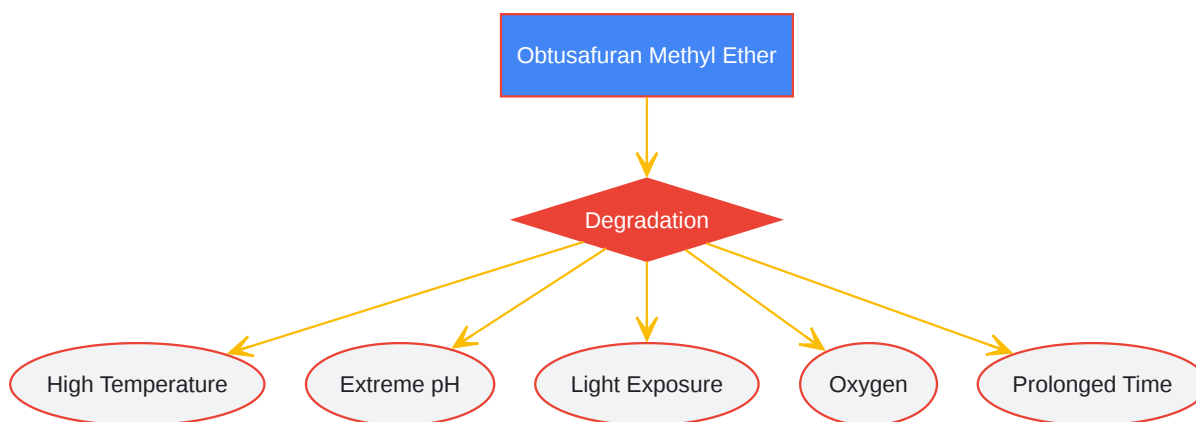 Obtusafuran Methyl Ether
Degradation
High Temperature
Extreme pH
Light Exposure
Oxygen
Prolonged Time